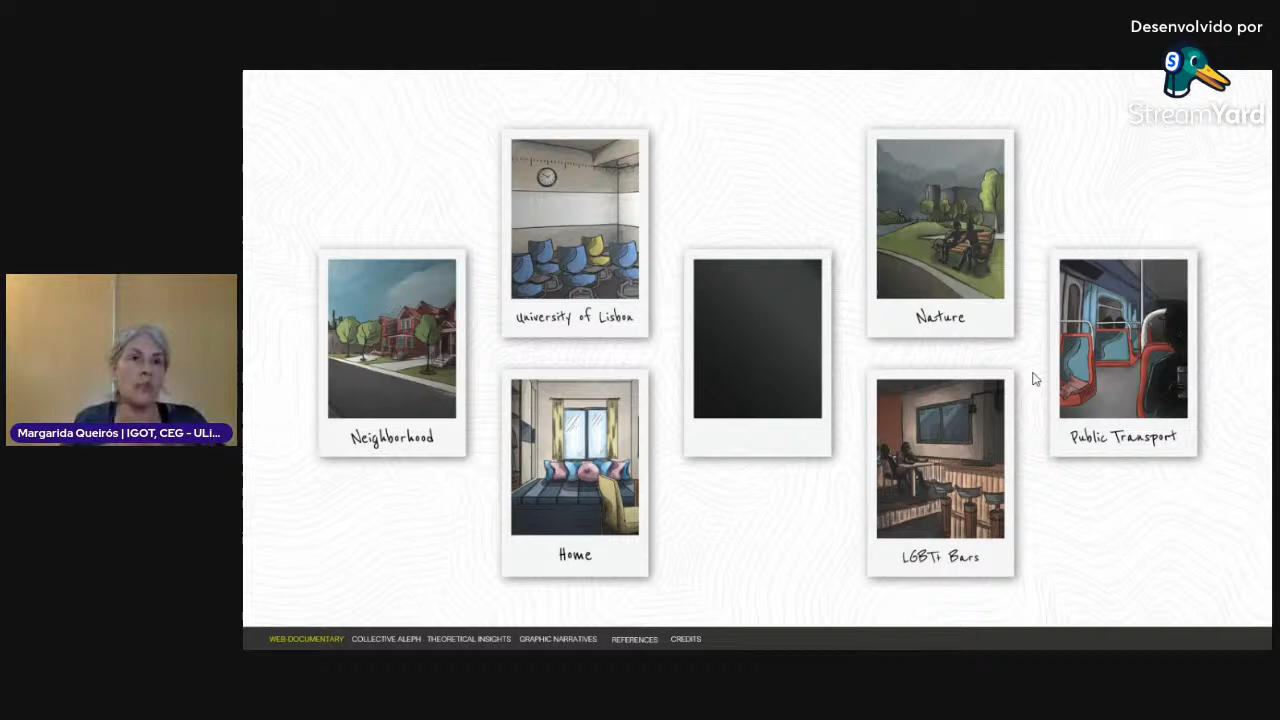 Desenvolvido por
StreamYard
University of Lisbon
Nature
Neighborhood
Public Transport
Home
LGBT+ Bars
Margarida Queirós | IGOT, CEG - ULi...
WEB-DOCUMENTARY COLLECTIVE ALEPH THEORETICAL INSIGHTS GRAPHIC NARRATIVES REFERENCES CREDITS